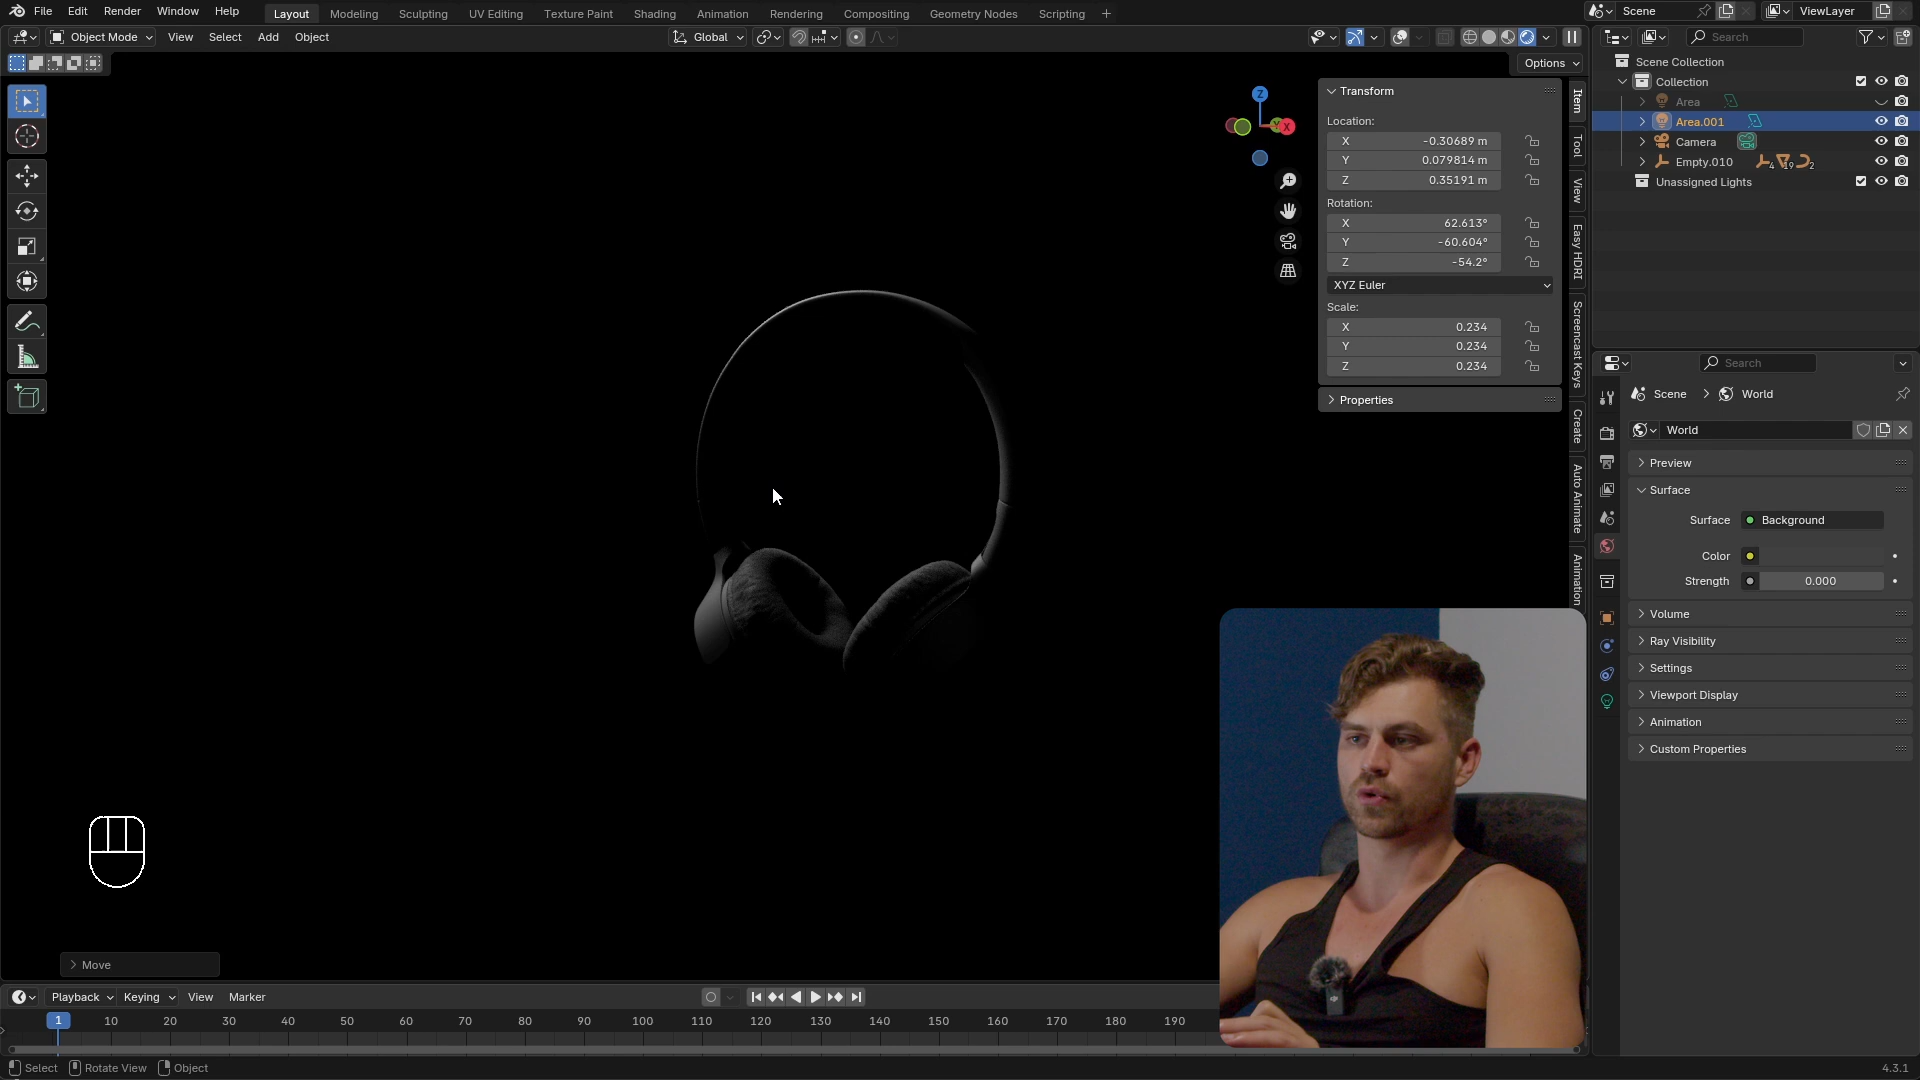 File Edit Render Window Help Layout Modeling Sculpting UV Editing Texture Paint Shading Animation Rendering Compositing Geometry Nodes Scripting + Scene ViewLayer
Object Mode View Select Add Object Global Search
Options
Scene Collection
Collection
Area
Area.001
Camera
Empty.010 4 19 2
Unassigned Lights
Z
X
Transform
Location:
X -0.30689 m
Y 0.079814 m
Z 0.35191 m
Rotation:
X 62.613°
Y -60.604°
Z -54.2°
XYZ Euler
Scale:
X 0.234
Y 0.234
Z 0.234
Properties
Item
Tool
View
Easy HDRI
Screencast Keys
Create
Auto Animate
Animation
Search
Scene > World
World
Preview
Surface
Surface Background
Color
Strength 0.000
Volume
Ray Visibility
Settings
Viewport Display
Animation
Custom Properties
Move
Playback Keying View Marker
1 10 20 30 40 50 60 70 80 90 100 110 120 130 140 150 160 170 180 190
Select Rotate View Object 4.3.1